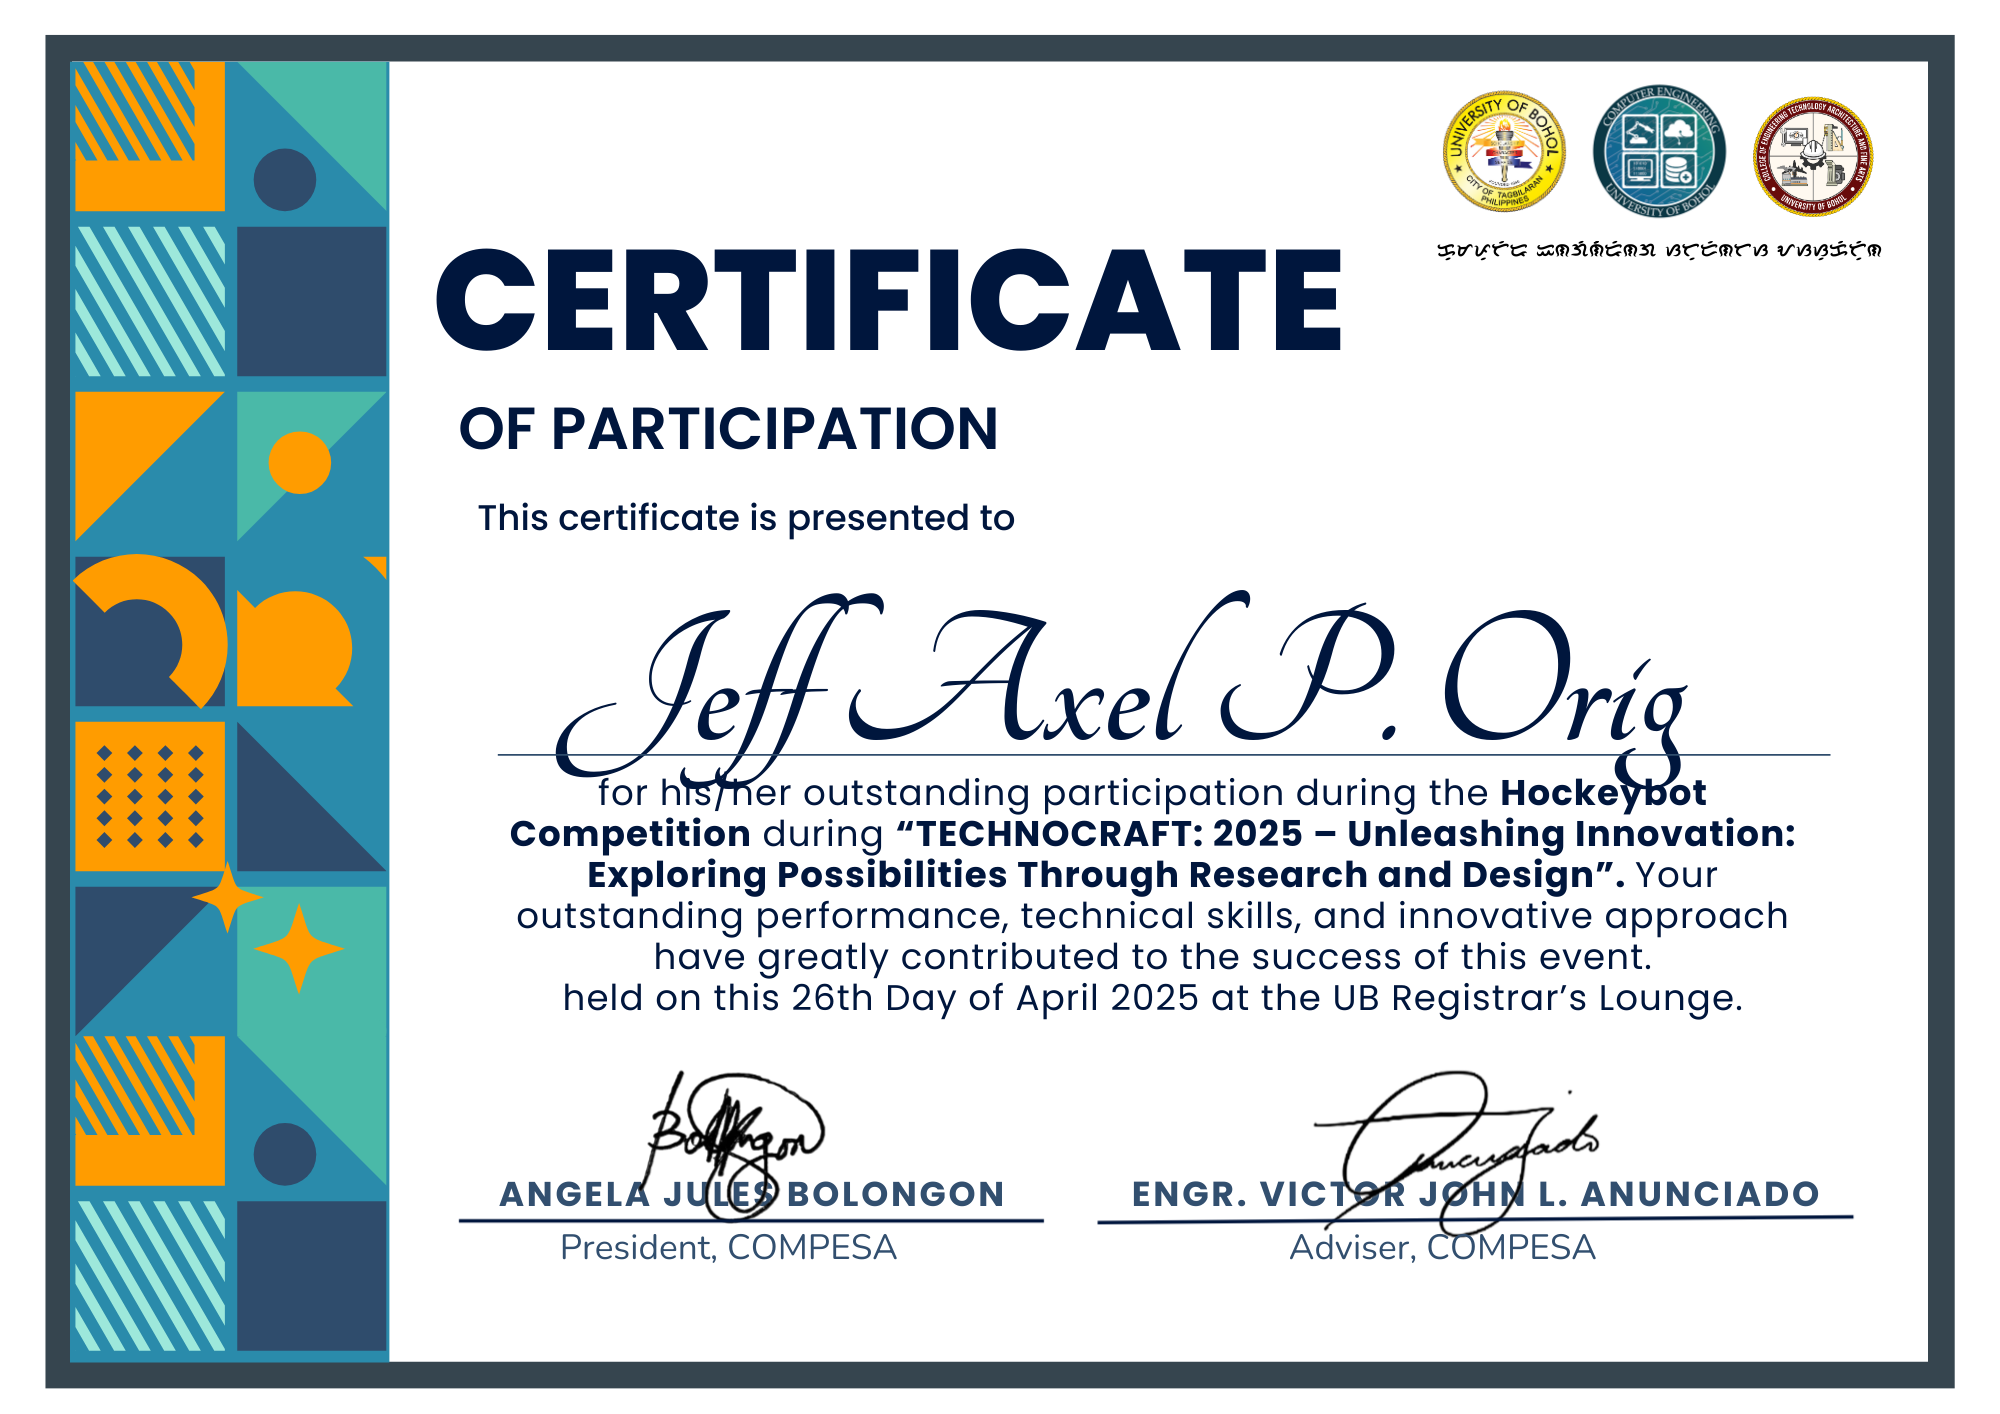 UNIVERSITY OF BOHOL
CITY OF TAGBILARAN
PHILIPPINES
COMPUTER ENGINEERING
UNIVERSITY OF BOHOL
COLLEGE OF ENGINEERING TECHNOLOGY ARCHITECTURE AND FINE ARTS
UNIVERSITY OF BOHOL
CERTIFICATE
OF PARTICIPATION
This certificate is presented to
Jeff Axel P. Orig
for his/her outstanding participation during the Hockeybot
Competition during “TECHNOCRAFT: 2025 – Unleashing Innovation:
Exploring Possibilities Through Research and Design”. Your
outstanding performance, technical skills, and innovative approach
have greatly contributed to the success of this event.
held on this 26th Day of April 2025 at the UB Registrar’s Lounge.
Bolongon
Anunciado
ANGELA JULES BOLONGON
ENGR. VICTOR JOHN L. ANUNCIADO
President, COMPESA
Adviser, COMPESA